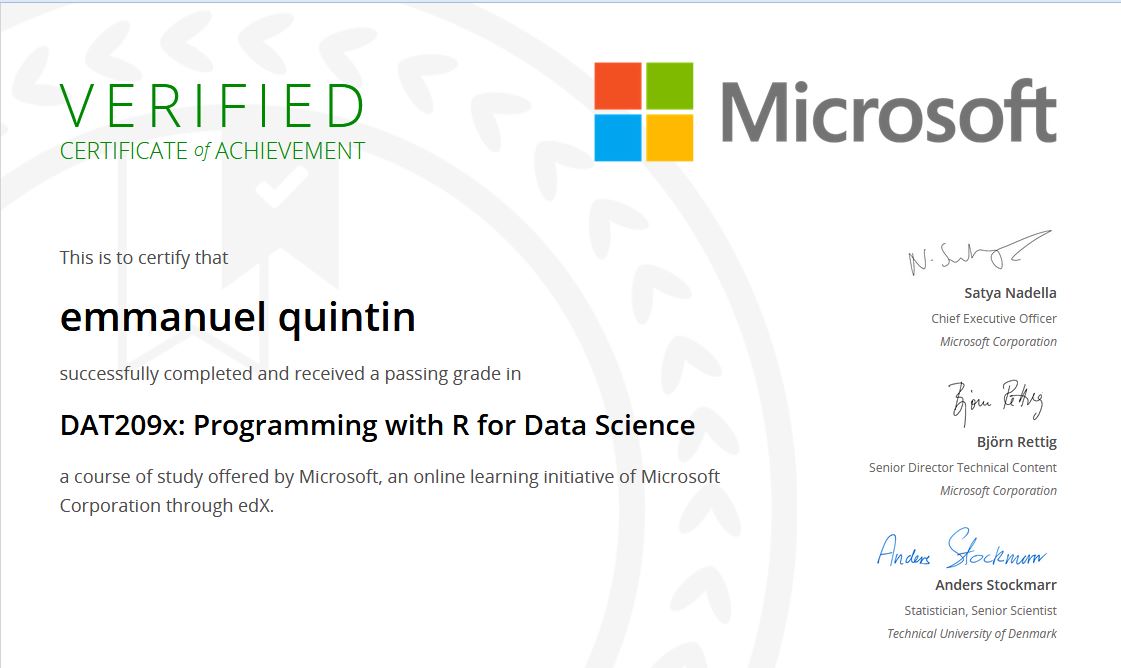 VERIFIED
CERTIFICATE of ACHIEVEMENT
Microsoft
This is to certify that
emmanuel quintin
successfully completed and received a passing grade in
DAT209x: Programming with R for Data Science
a course of study offered by Microsoft, an online learning initiative of Microsoft
Corporation through edX.
N. Satya
Satya Nadella
Chief Executive Officer
Microsoft Corporation
Björn Rettig
Björn Rettig
Senior Director Technical Content
Microsoft Corporation
Anders Stockmarr
Anders Stockmarr
Statistician, Senior Scientist
Technical University of Denmark